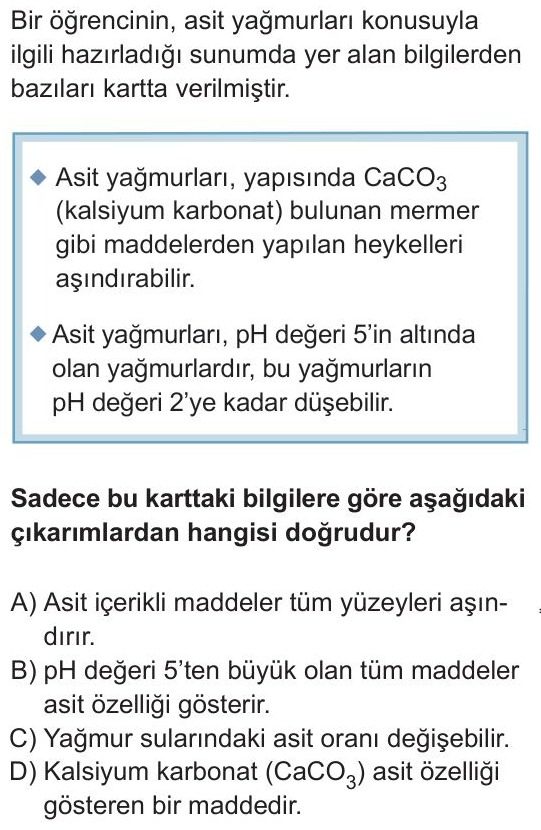 Bir öğrencinin, asit yağmurları konusuyla
ilgili hazırladığı sunumda yer alan bilgilerden
bazıları kartta verilmiştir.
◆ Asit yağmurları, yapısında CaCO₃
(kalsiyum karbonat) bulunan mermer
gibi maddelerden yapılan heykelleri
aşındırabilir.
◆ Asit yağmurları, pH değeri 5’in altında
olan yağmurlardır, bu yağmurların
pH değeri 2’ye kadar düşebilir.
Sadece bu karttaki bilgilere göre aşağıdaki
çıkarımlardan hangisi doğrudur?
A) Asit içerikli maddeler tüm yüzeyleri aşın-
dırır.
B) pH değeri 5’ten büyük olan tüm maddeler
asit özelliği gösterir.
C) Yağmur sularındaki asit oranı değişebilir.
D) Kalsiyum karbonat (CaCO₃) asit özelliği
gösteren bir maddedir.